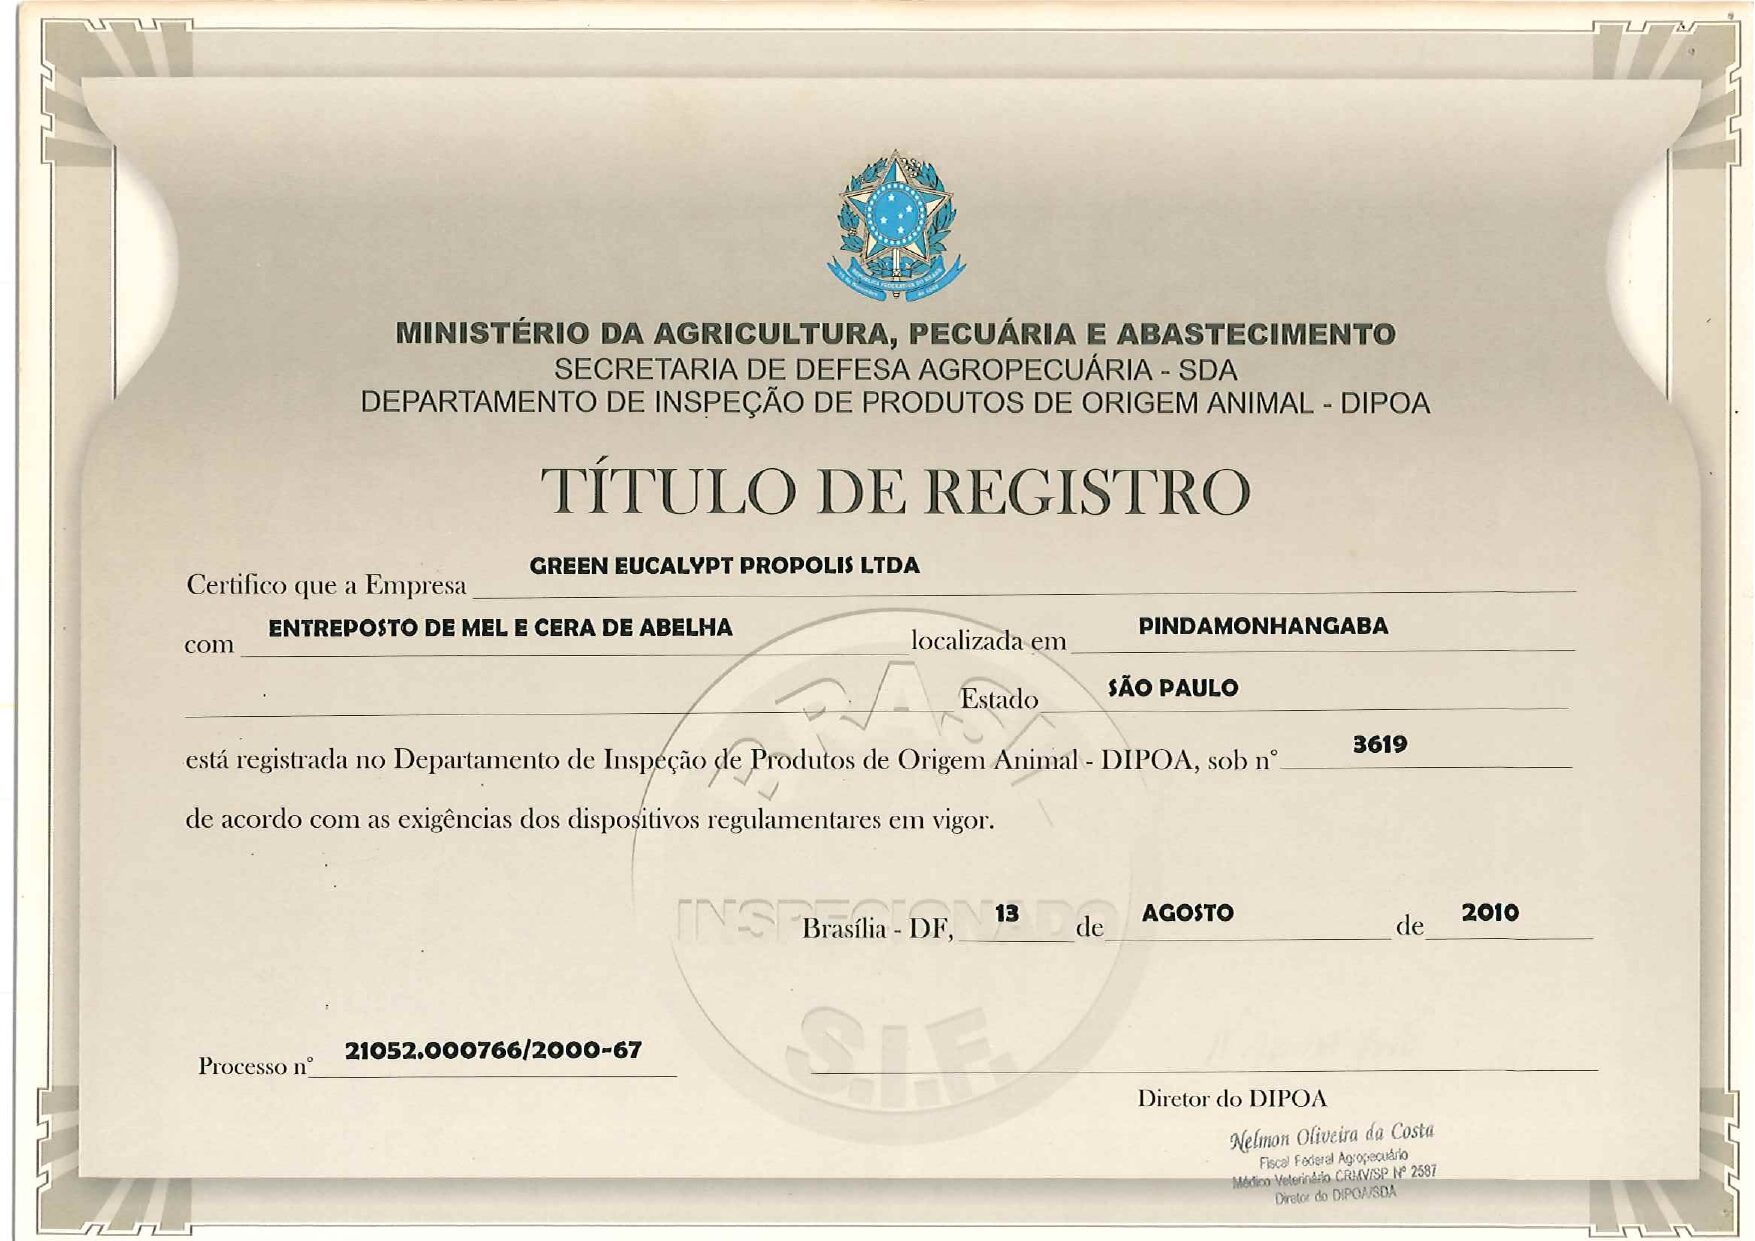 MINISTÉRIO DA AGRICULTURA, PECUÁRIA E ABASTECIMENTO
SECRETARIA DE DEFESA AGROPECUÁRIA - SDA
DEPARTAMENTO DE INSPEÇÃO DE PRODUTOS DE ORIGEM ANIMAL - DIPOA
TÍTULO DE REGISTRO
Certifico que a Empresa GREEN EUCALYPT PROPOLIS LTDA
com ENTREPOSTO DE MEL E CERA DE ABELHA localizada em PINDAMONHANGABA
Estado SÃO PAULO
está registrada no Departamento de Inspeção de Produtos de Origem Animal - DIPOA, sob n° 3619
de acordo com as exigências dos dispositivos regulamentares em vigor.
BRASIL
INSPECIONADO
S.I.F.
Brasília - DF, 13 de AGOSTO de 2010
Processo n° 21052.000766/2000-67
Diretor do DIPOA
Nelmon Oliveira da Costa
Fiscal Federal Agropecuário
Médico Veterinário CRMV/SP Nº 2587
Diretor do DIPOA/SDA